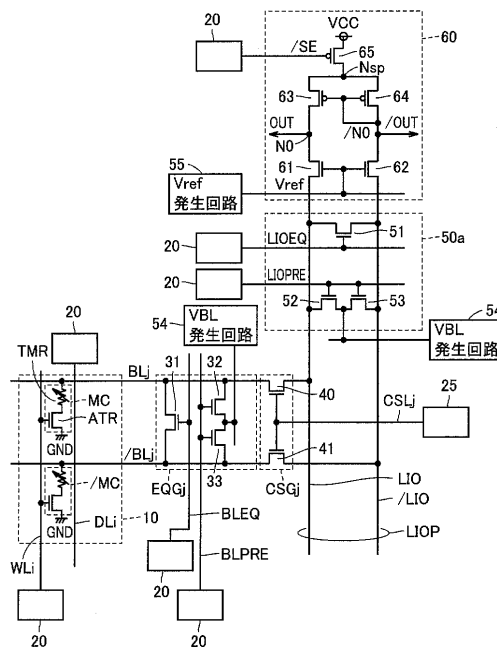 20
VCC
/SE
65
60
Nsp
63
64
OUT
/OUT
N0
/N0
55
61
62
Vref
発生回路
Vref
20
LIOEQ
51
50a
20
LIOPRE
52
53
54
VBL
発生回路
54
VBL
発生回路
20
TMR
MC
ATR
GND
BLj
31
32
40
CSLj
25
/BLj
33
41
/MC
EQGj
CSGj
LIO
/LIO
GND
DLi
10
BLEQ
LIOP
WLi
20
BLPRE
20
20